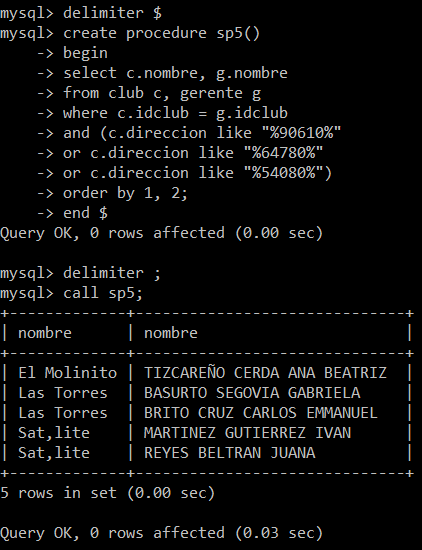 mysql> delimiter $
mysql> create procedure sp5()
    -> begin
    -> select c.nombre, g.nombre
    -> from club c, gerente g
    -> where c.idclub = g.idclub
    -> and (c.direccion like "%90610%"
    -> or c.direccion like "%64780%"
    -> or c.direccion like "%54080%")
    -> order by 1, 2;
    -> end $
Query OK, 0 rows affected (0.00 sec)

mysql> delimiter ;
mysql> call sp5;
+-------------+----------------------------+
| nombre      | nombre                     |
+-------------+----------------------------+
| El Molinito | TIZCAREÑO CERDA ANA BEATRIZ |
| Las Torres  | BASURTO SEGOVIA GABRIELA   |
| Las Torres  | BRITO CRUZ CARLOS EMMANUEL |
| Sat,lite    | MARTINEZ GUTIERREZ IVAN    |
| Sat,lite    | REYES BELTRAN JUANA        |
+-------------+----------------------------+
5 rows in set (0.00 sec)

Query OK, 0 rows affected (0.03 sec)